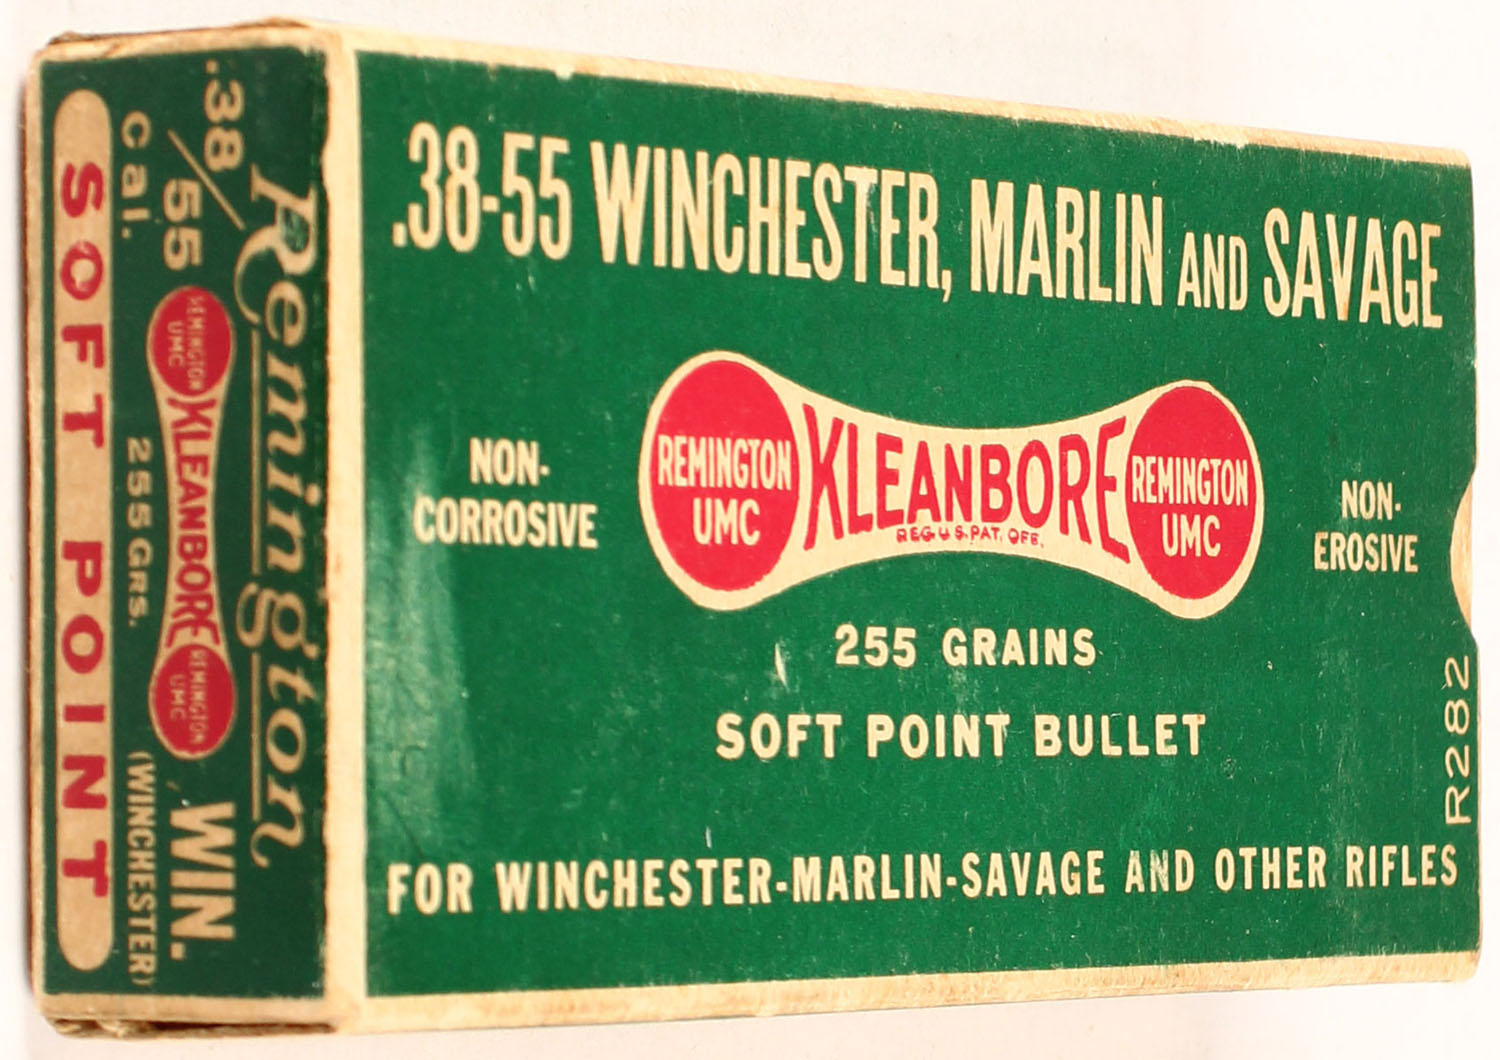 .38-55 WINCHESTER, MARLIN AND SAVAGE
NON-
CORROSIVE
REMINGTON
UMC
KLEANBORE
REG. U.S. PAT. OFF.
REMINGTON
UMC
NON-
EROSIVE
255 GRAINS
SOFT POINT BULLET
R282
FOR WINCHESTER-MARLIN-SAVAGE AND OTHER RIFLES
Remington
.38/55
REMINGTON
UMC
KLEANBORE
REMINGTON
UMC
WIN.
Cal.
255 GRS.
(WINCHESTER)
SOFT POINT